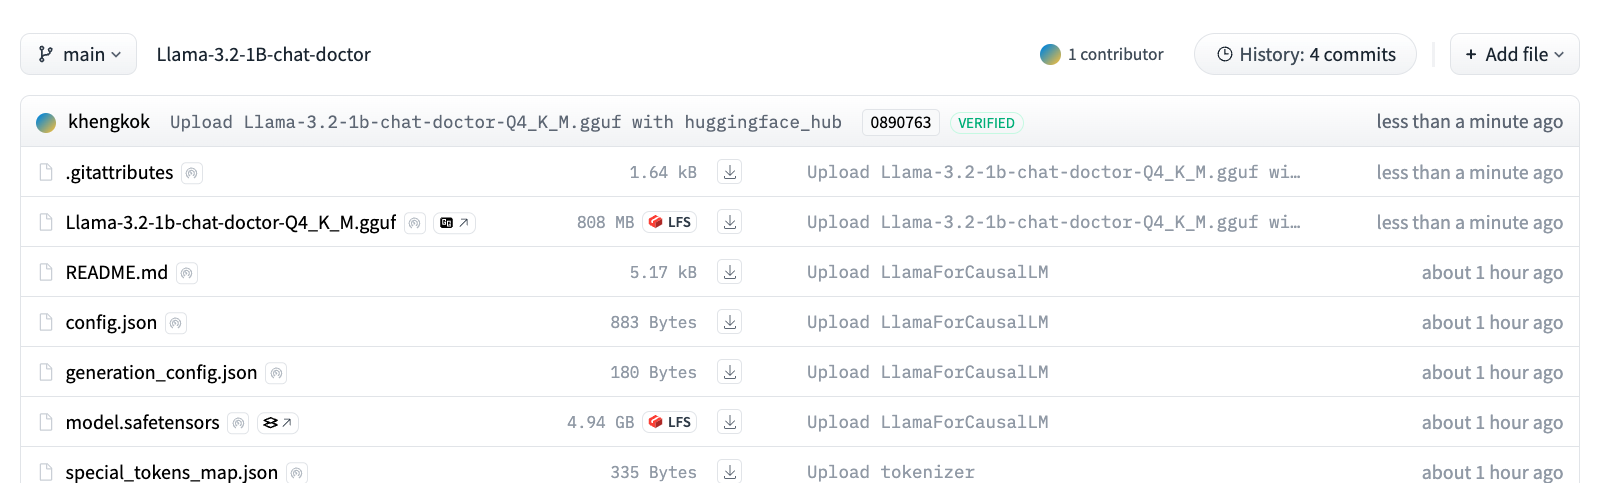 main Llama-3.2-1B-chat-doctor 1 contributor History: 4 commits + Add file
khengkok Upload Llama-3.2-1b-chat-doctor-Q4_K_M.gguf with huggingface_hub 0890763 VERIFIED less than a minute ago
.gitattributes 1.64 kB Upload Llama-3.2-1b-chat-doctor-Q4_K_M.gguf wi… less than a minute ago
Llama-3.2-1b-chat-doctor-Q4_K_M.gguf 808 MB LFS Upload Llama-3.2-1b-chat-doctor-Q4_K_M.gguf wi… less than a minute ago
README.md 5.17 kB Upload LlamaForCausalLM about 1 hour ago
config.json 883 Bytes Upload LlamaForCausalLM about 1 hour ago
generation_config.json 180 Bytes Upload LlamaForCausalLM about 1 hour ago
model.safetensors 4.94 GB LFS Upload LlamaForCausalLM about 1 hour ago
special_tokens_map.json 335 Bytes Upload tokenizer about 1 hour ago